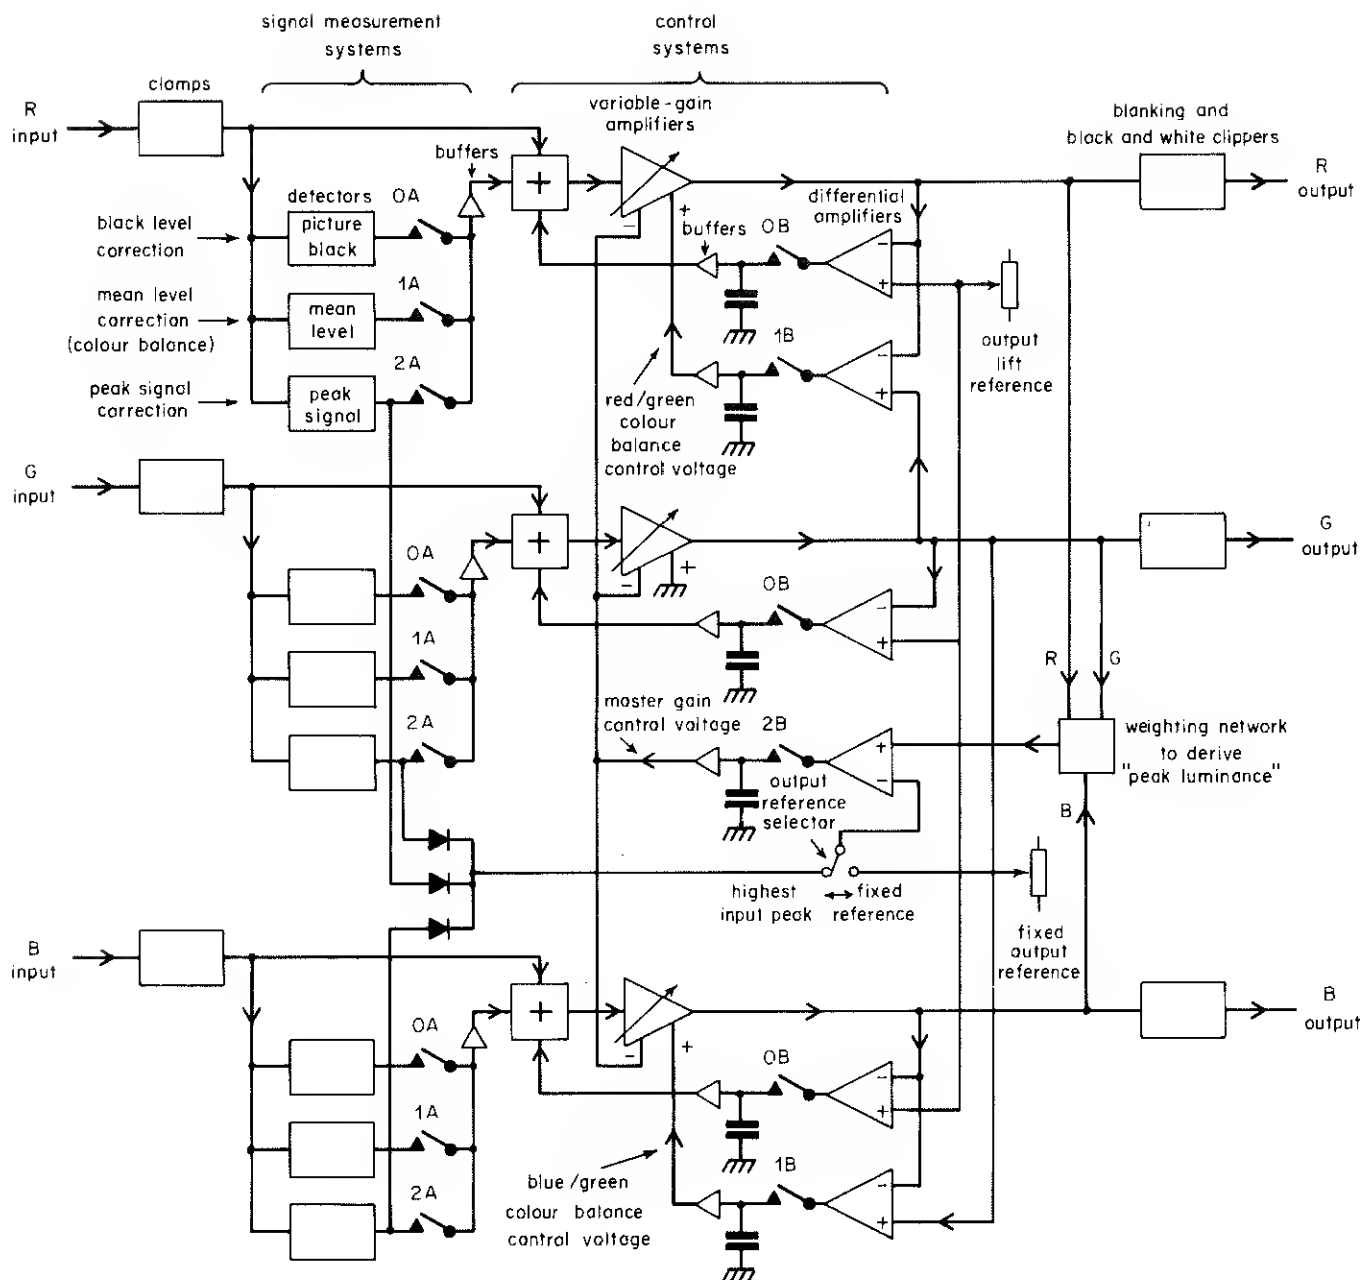 signal measurement
systems
control
systems
clamps
R
input
variable-gain
amplifiers
blanking and
black and white clippers
R
output
buffers
+
detectors
OA
picture
black
black level
correction
-
+
buffers
differential
amplifiers
OB
-
+
mean level
correction
(colour balance)
1A
mean
level
1B
-
+
output
lift
reference
peak signal
correction
2A
peak
signal
red/green
colour
balance
control voltage
G
input
+
-
+
G
output
OA
OB
-
+
1A
R
G
2A
master gain
control voltage
2B
+
-
weighting network
to derive
"peak luminance"
output
reference
selector
B
highest
input peak
fixed
reference
fixed
output
reference
B
input
+
-
+
B
output
OA
OB
-
+
1A
1B
-
+
2A
blue/green
colour balance
control voltage